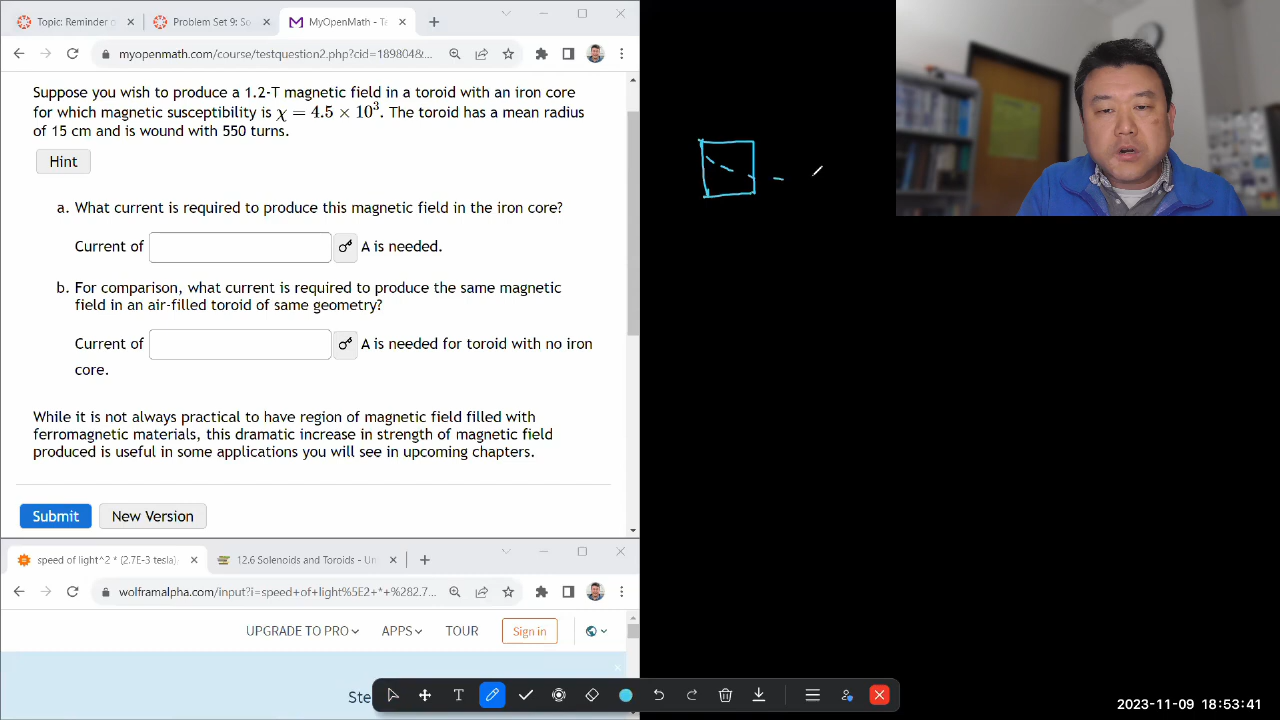 Topic: Reminder o
Problem Set 9: So
MyOpenMath - Te
myopenmath.com/course/testquestion2.php?cid=189804&...
Suppose you wish to produce a 1.2-T magnetic field in a toroid with an iron core
for which magnetic susceptibility is χ = 4.5 × 10³. The toroid has a mean radius
of 15 cm and is wound with 550 turns.
Hint
a. What current is required to produce this magnetic field in the iron core?
Current of A is needed.
b. For comparison, what current is required to produce the same magnetic
field in an air-filled toroid of same geometry?
Current of A is needed for toroid with no iron
core.
While it is not always practical to have region of magnetic field filled with
ferromagnetic materials, this dramatic increase in strength of magnetic field
produced is useful in some applications you will see in upcoming chapters.
Submit
New Version
speed of light^2 * (2.7E-3 tesla)
12.6 Solenoids and Toroids - Un
wolframalpha.com/input?i=speed+of+light%5E2+*+%282.7...
UPGRADE TO PRO
APPS
TOUR
Sign in
Ste
2023-11-09 18:53:41